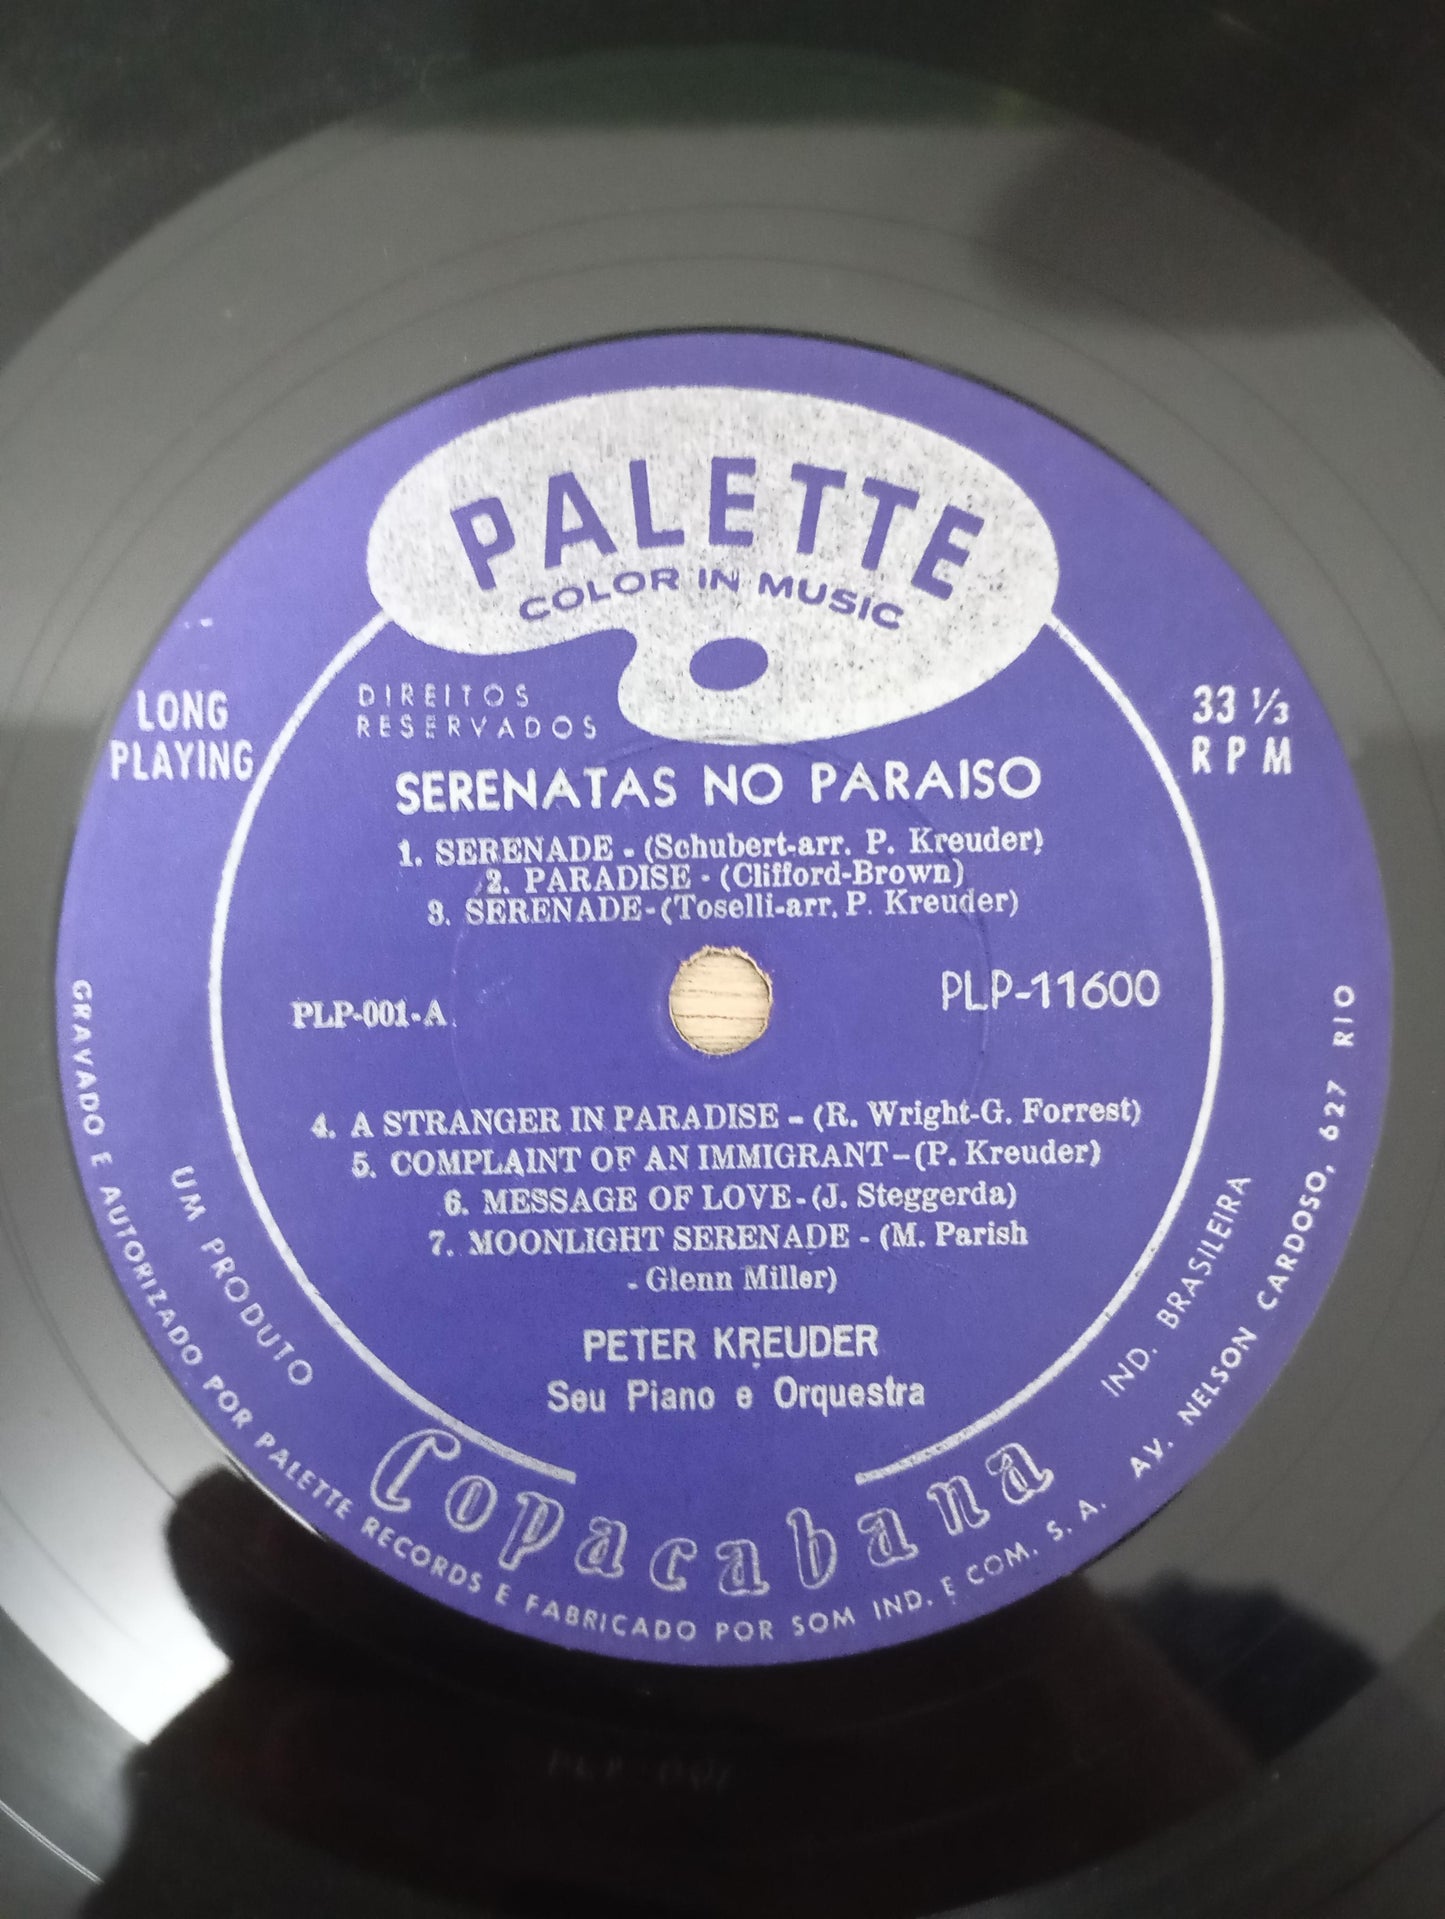 PALETTE
COLOR IN MUSIC
DIREITOS
RESERVADOS
LONG
PLAYING
33 ⅓
RPM
SERENATAS NO PARAISO
1. SERENADE - (Schubert-arr. P. Kreuder)
2. PARADISE - (Clifford-Brown)
3. SERENADE-(Toselli-arr. P. Kreuder)
PLP-001-A
PLP-11600
4. A STRANGER IN PARADISE - (R. Wright-G. Forrest)
5. COMPLAINT OF AN IMMIGRANT-(P. Kreuder)
6. MESSAGE OF LOVE-(J. Steggerda)
7. MOONLIGHT SERENADE - (M. Parish
- Glenn Miller)
PETER KREUDER
Seu Piano e Orquestra
UM PRODUTO
Copacabana
IND. BRASILEIRA
GRAVADO E AUTORIZADO POR PALETTE RECORDS E FABRICADO POR SOM IND. E COM. S. A. AV. NELSON CARDOSO, 627 RIO
PLP-001